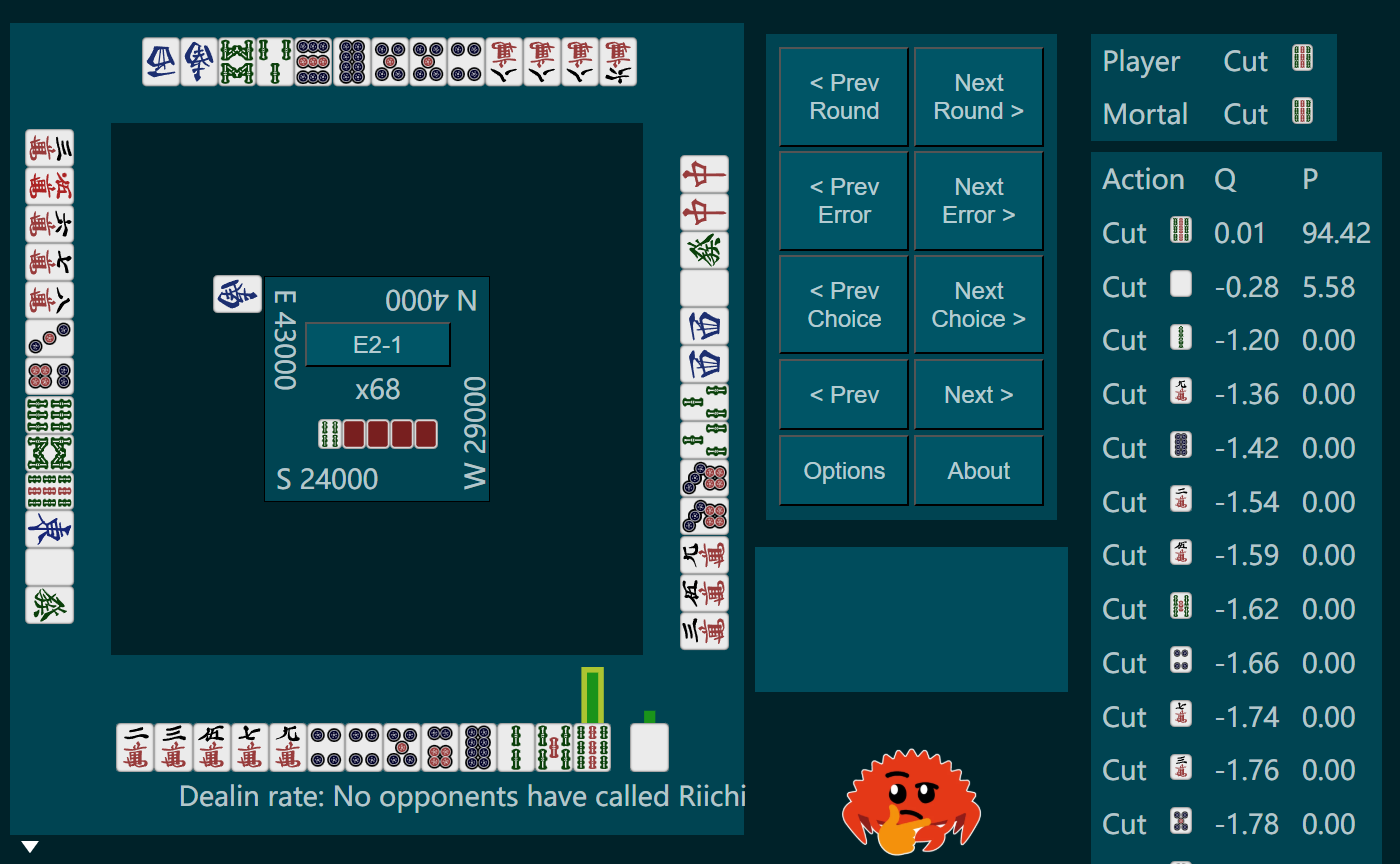 < Prev Round
Next Round >
< Prev Error
Next Error >
< Prev Choice
Next Choice >
< Prev
Next >
Options
About
Player Cut
Mortal Cut
Action Q P
Cut 0.01 94.42
Cut -0.28 5.58
Cut -1.20 0.00
Cut -1.36 0.00
Cut -1.42 0.00
Cut -1.54 0.00
Cut -1.59 0.00
Cut -1.62 0.00
Cut -1.66 0.00
Cut -1.74 0.00
Cut -1.76 0.00
Cut -1.78 0.00
N 4000
E 43000
E2-1
x68
W 29000
S 24000
Dealin rate: No opponents have called Riichi